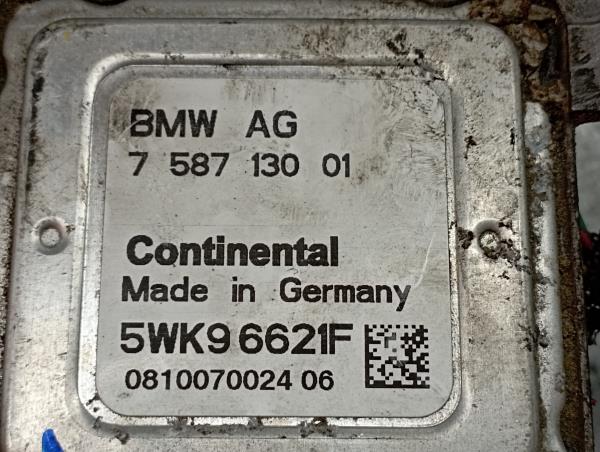 BMW AG
7 587 130 01
Continental
Made in Germany
5WK9 6621F
0810070024 06